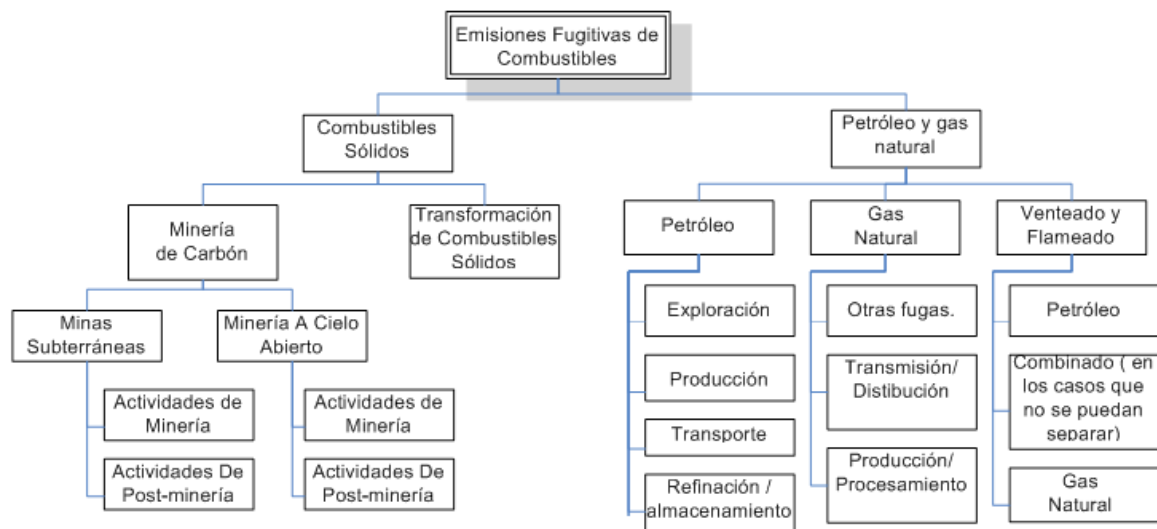 Emisiones Fugitivas de
Combustibles
Combustibles
Sólidos
Petróleo y gas
natural
Minería
de Carbón
Transformación
de Combustibles
Sólidos
Petróleo
Gas
Natural
Venteado y
Flameado
Minas
Subterráneas
Minería A Cielo
Abierto
Actividades de
Minería
Actividades De
Post-minería
Actividades de
Minería
Actividades De
Post-minería
Exploración
Producción
Transporte
Refinación /
almacenamiento
Otras fugas.
Transmisión/
Distibución
Producción/
Procesamiento
Petróleo
Combinado ( en
los casos que
no se puedan
separar)
Gas
Natural